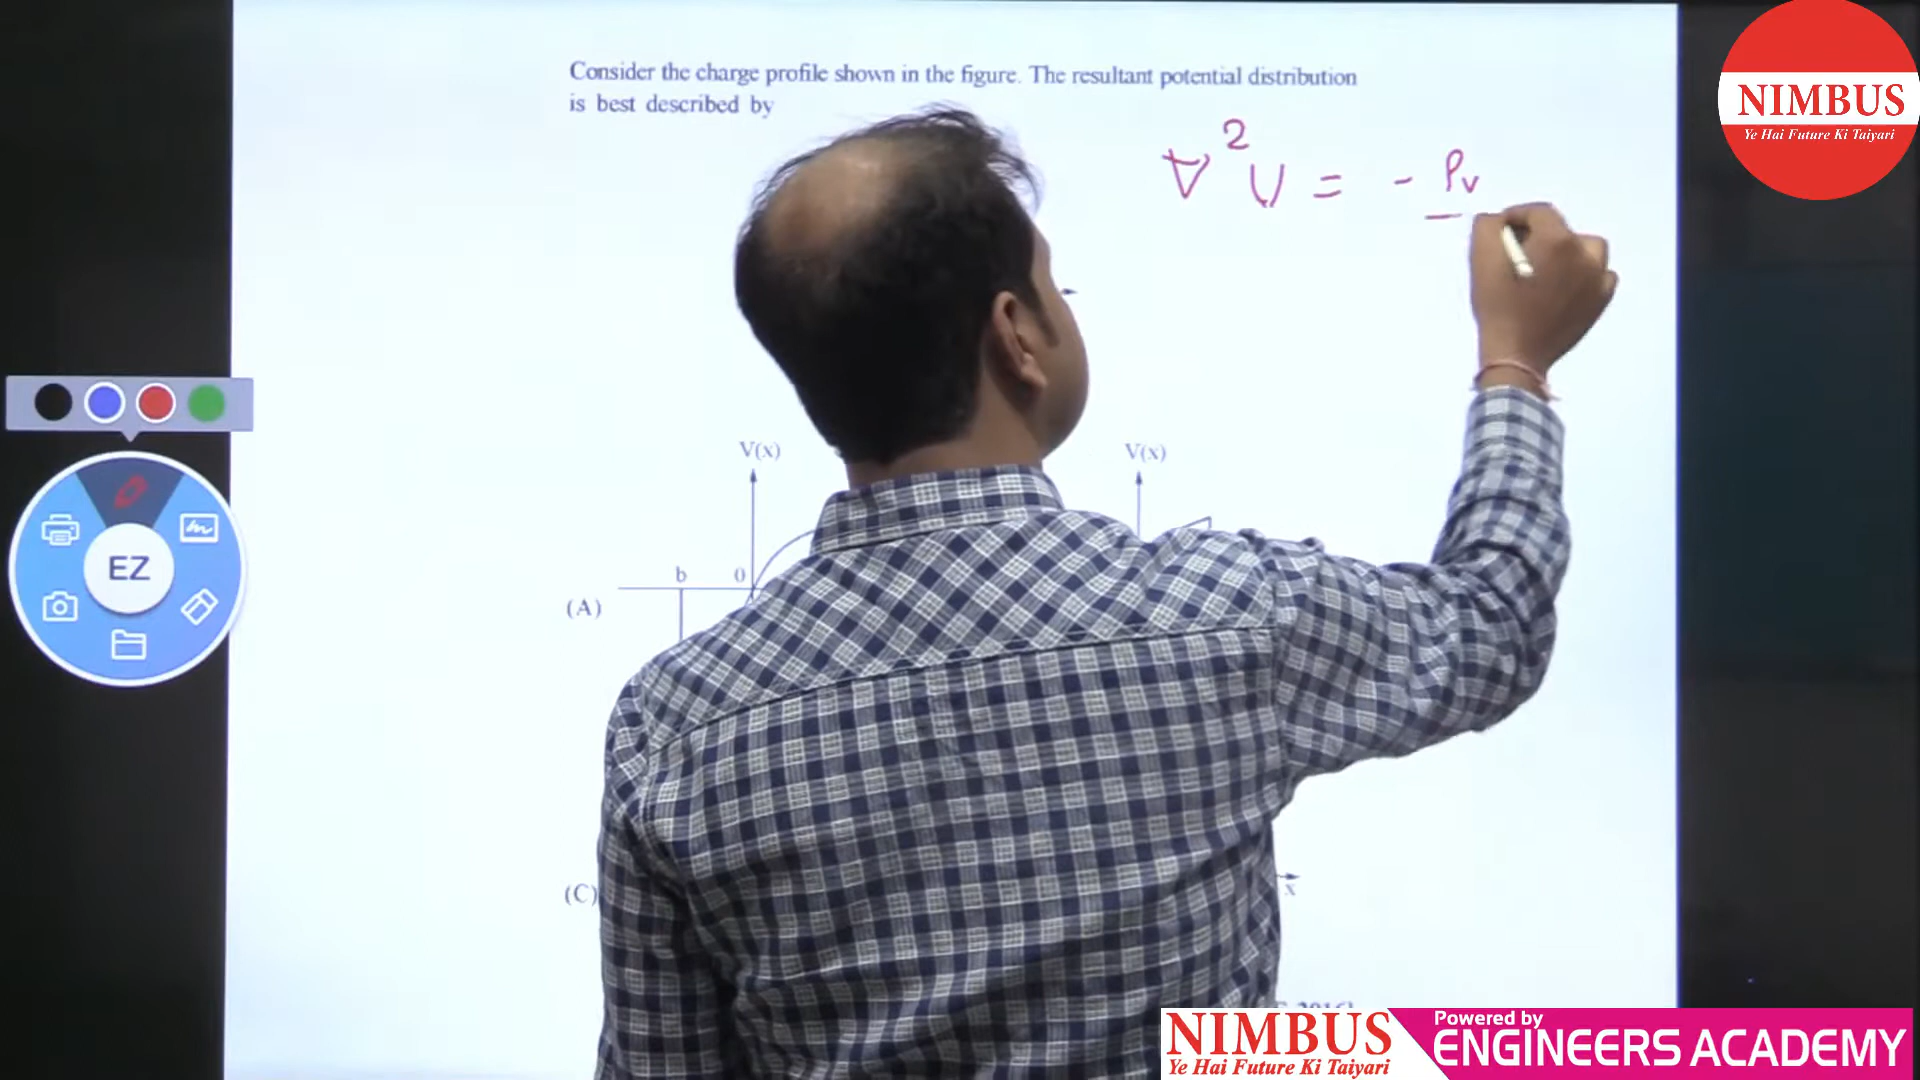 Consider the charge profile shown in the figure. The resultant potential distribution
is best described by
∇²V = - ρv
NIMBUS
Ye Hai Future Ki Taiyari
V(x)
V(x)
b
0
(A)
EZ
(C)
x
NIMBUS
Ye Hai Future Ki Taiyari
Powered by
ENGINEERS ACADEMY